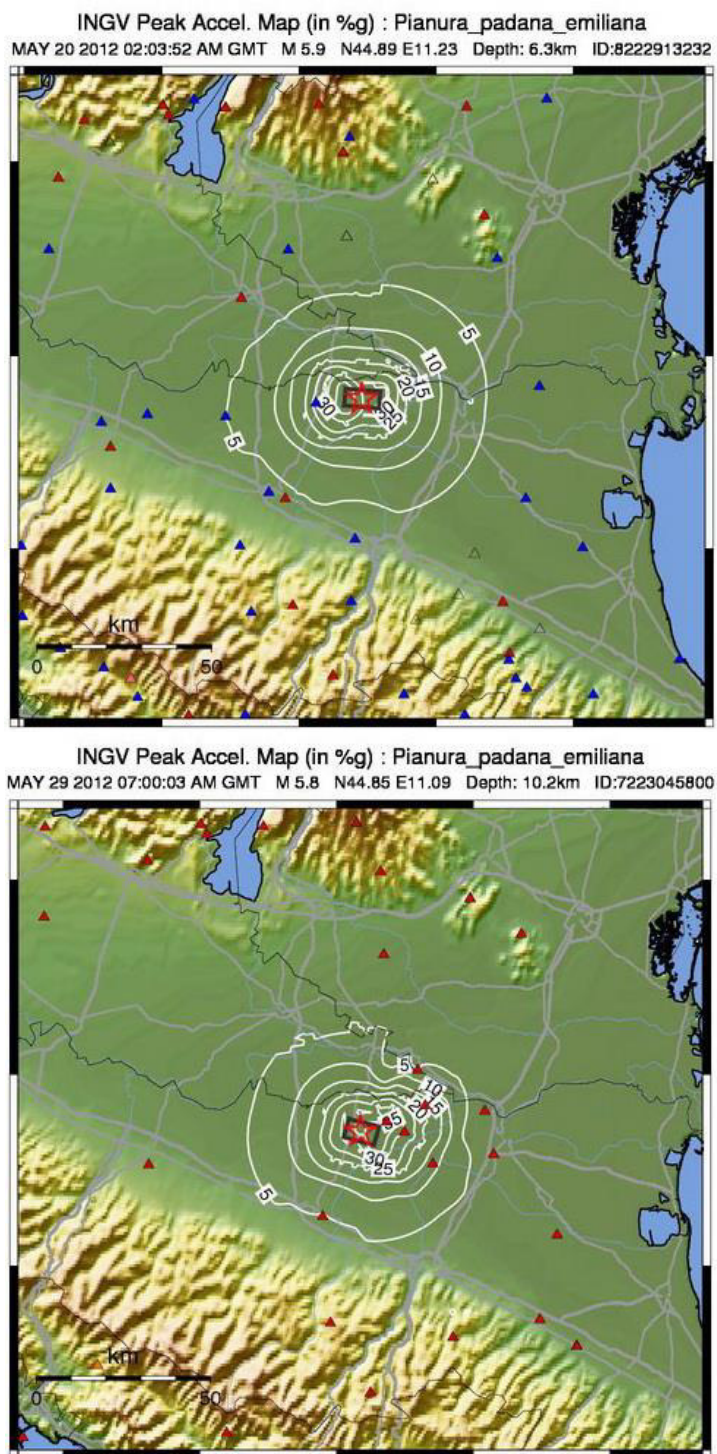 INGV Peak Accel. Map (in %g) : Pianura_padana_emiliana
MAY 20 2012 02:03:52 AM GMT M 5.9 N44.89 E11.23 Depth: 6.3km ID:8222913232
5
10
15
20
30
5
km
0 50
INGV Peak Accel. Map (in %g) : Pianura_padana_emiliana
MAY 29 2012 07:00:03 AM GMT M 5.8 N44.85 E11.09 Depth: 10.2km ID:7223045800
5
10
30
25
5
km
0 50